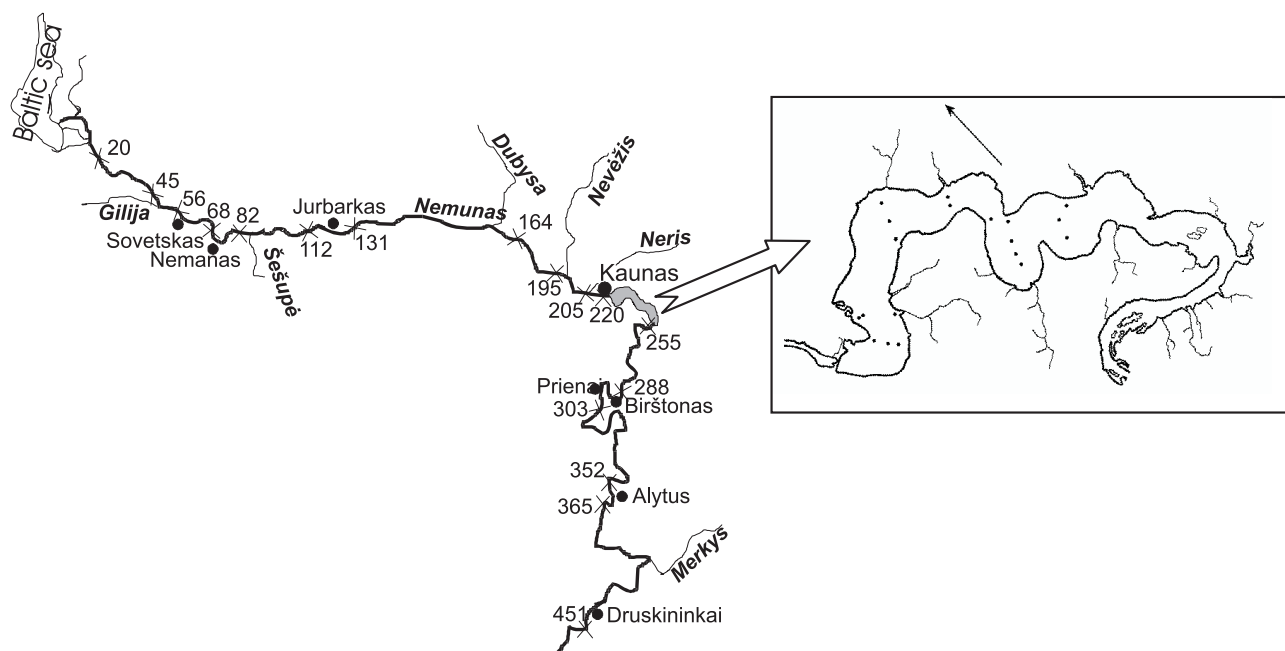 Baltic sea
20
45
56
68
82
Gilija
Sovetskas
Nemanas
Šešupė
Jurbarkas
112
131
Nemunas
Dubysa
164
Nevėžis
Neris
Kaunas
195
205
220
255
Prienai
288
303
Birštonas
352
365
Alytus
Merkys
451
Druskininkai